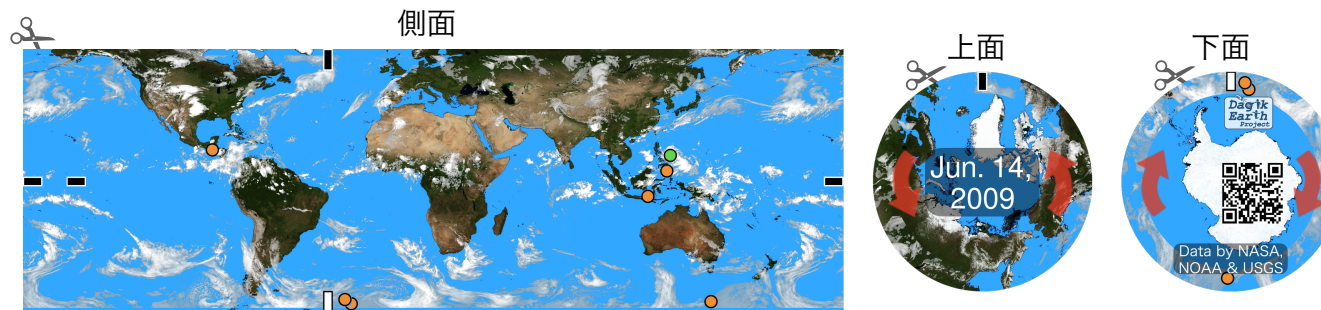 側面
上面
下面
Jun. 14,
2009
Dagik
Earth
Project
Data by NASA,
NOAA & USGS